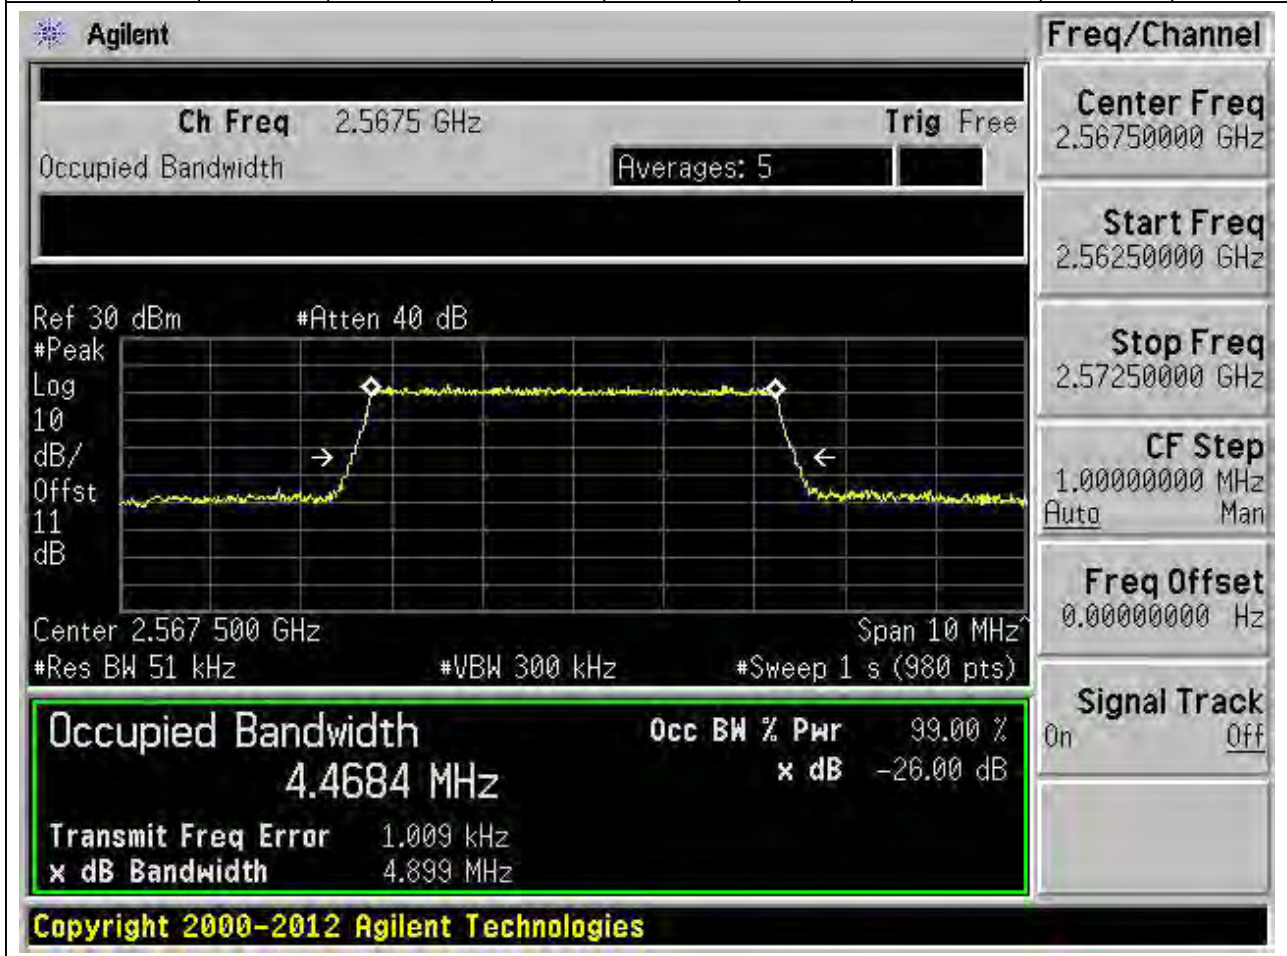 Agilent
Freq/Channel
Ch Freq 2.5675 GHz Trig Free
Occupied Bandwidth Averages: 5
Center Freq
2.56750000 GHz
Start Freq
2.56250000 GHz
Stop Freq
2.57250000 GHz
CF Step
1.00000000 MHz
Auto Man
Freq Offset
0.00000000 Hz
Signal Track
On Off
Ref 30 dBm #Atten 40 dB
#Peak
Log
10
dB/
Offst
11
dB
Center 2.567 500 GHz Span 10 MHz^
#Res BW 51 kHz #VBW 300 kHz #Sweep 1 s (980 pts)
Occupied Bandwidth Occ BW % Pwr 99.00 %
4.4684 MHz x dB -26.00 dB
Transmit Freq Error 1.009 kHz
x dB Bandwidth 4.899 MHz
Copyright 2000-2012 Agilent Technologies